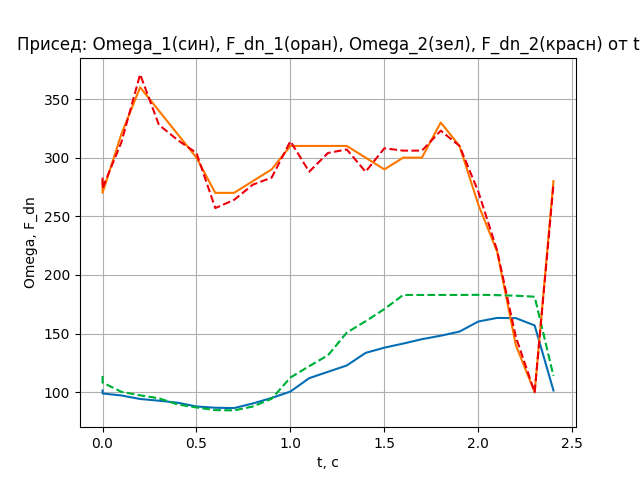 Присед: Omega_1(син), F_dn_1(оран), Omega_2(зел), F_dn_2(красн) от t
350
300
250
200
150
100
Omega, F_dn
0.0 0.5 1.0 1.5 2.0 2.5
t, c